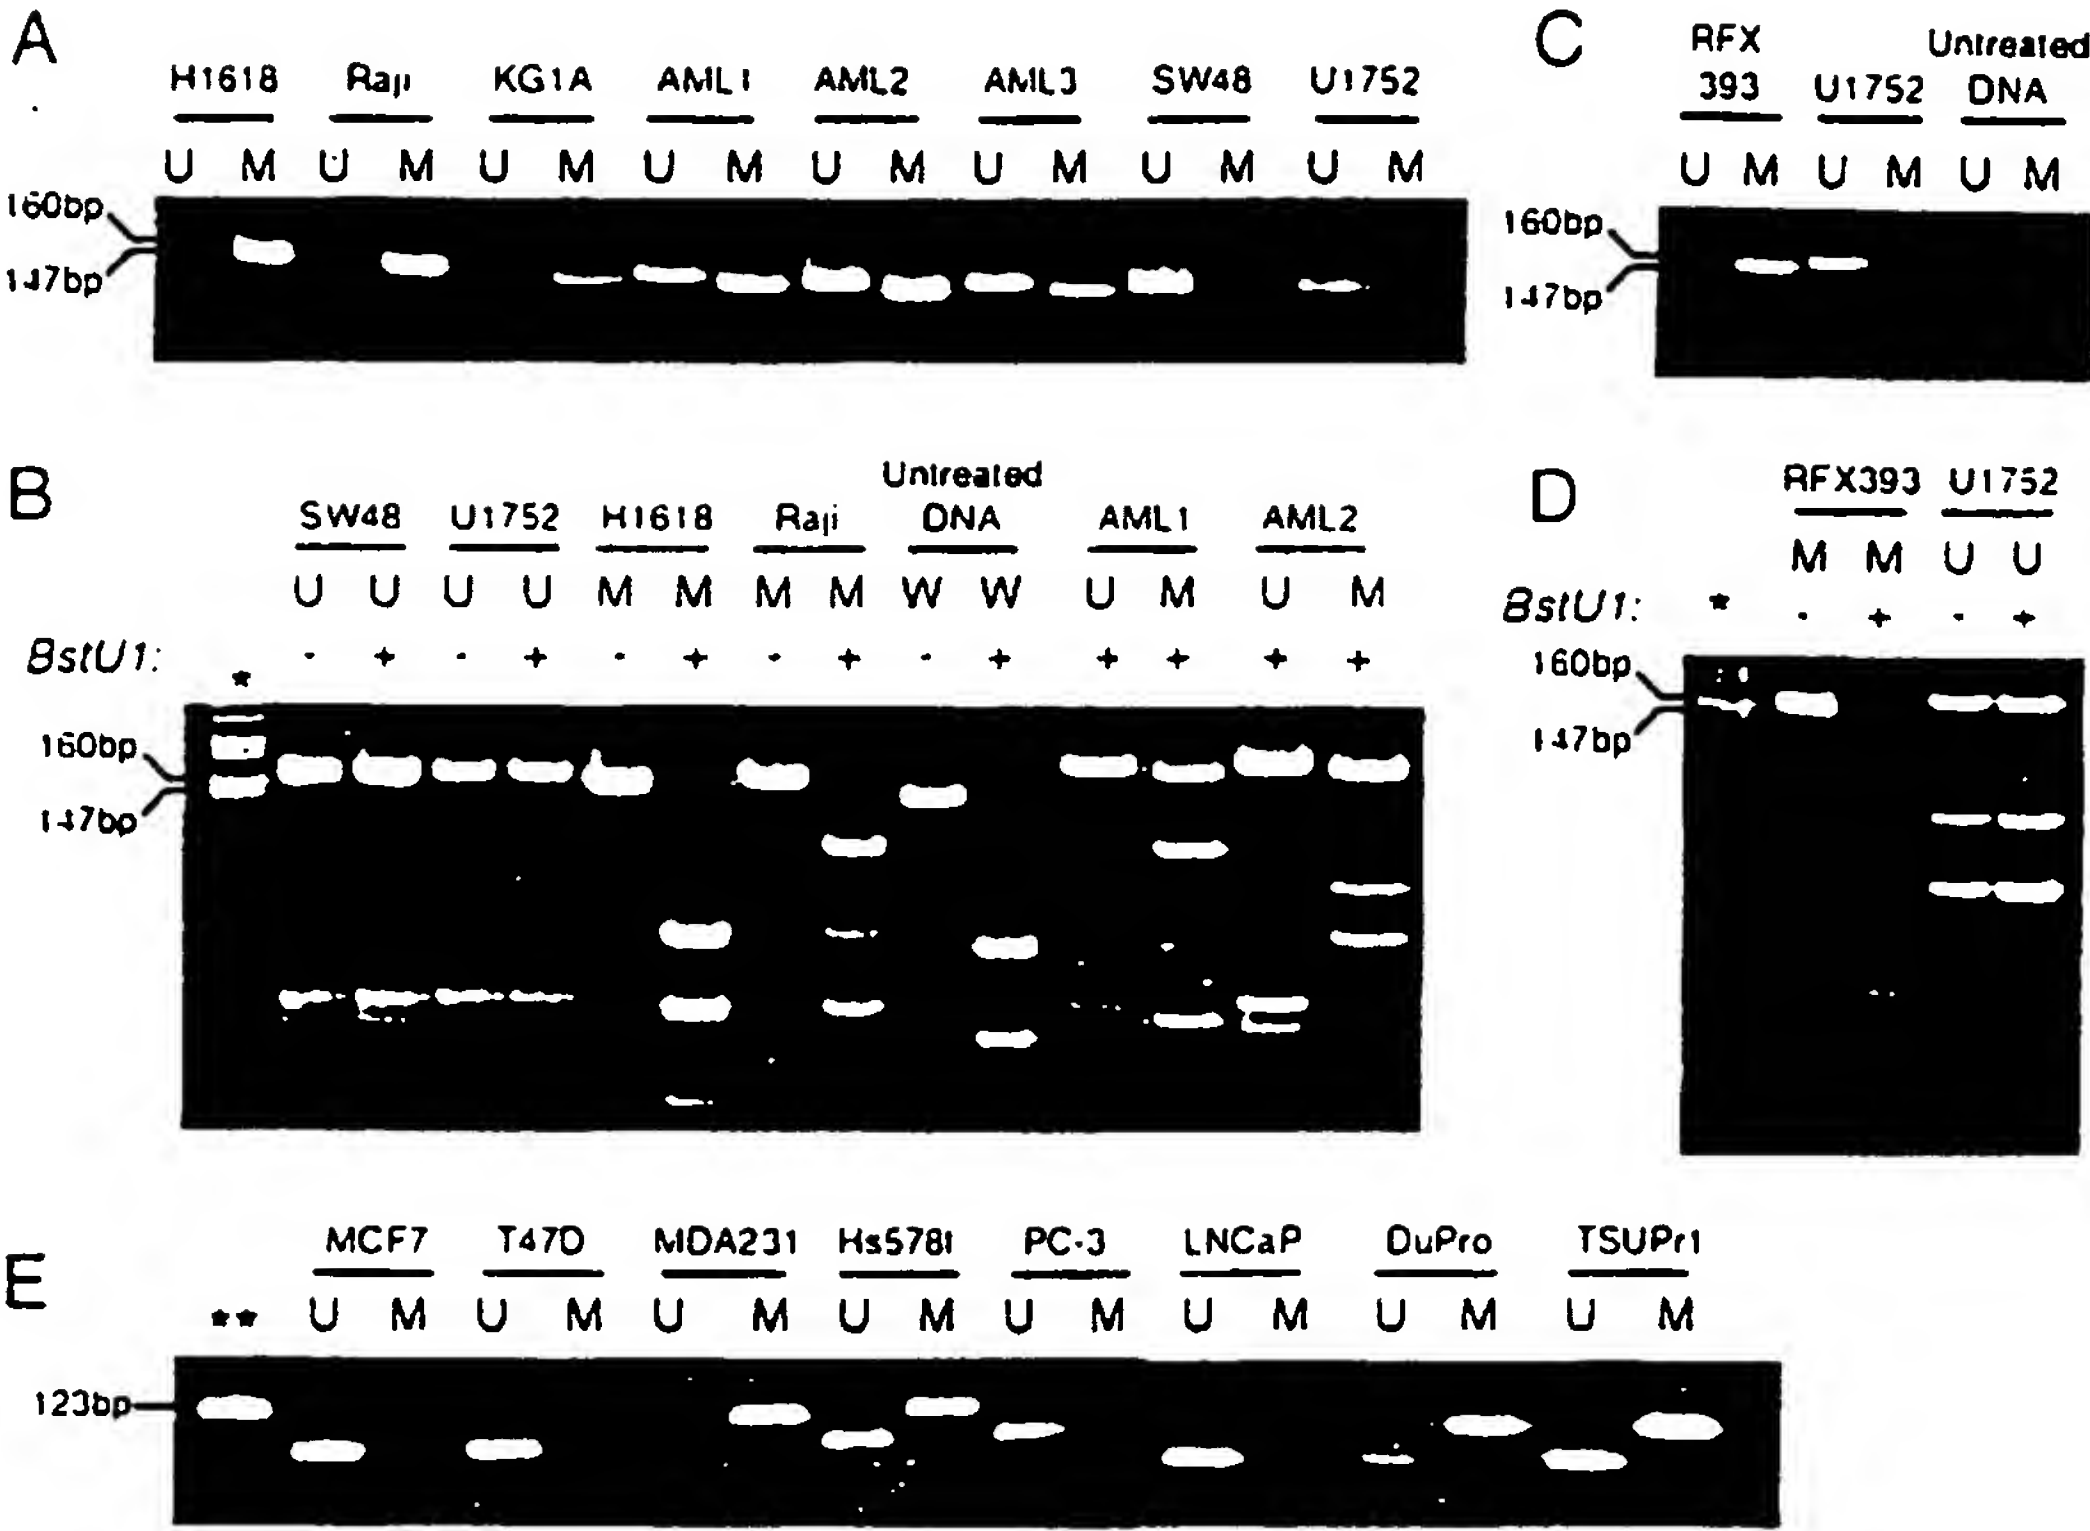 A
H1618 Raji KG1A AML1 AML2 AML3 SW48 U1752
U M U M U M U M U M U M U M U M
160bp
147bp
C
RFX
393 U1752 Untreated
DNA
U M U M U M
160bp
147bp
B
SW48 U1752 H1618 Raji Untreated
DNA AML1 AML2
U U U U M M M M W W U M U M
BstU1: - + - + - + - + - + + + + +
*
160bp
147bp
D
RFX393 U1752
M M U U
BstU1: * - + - +
160bp
147bp
E
MCF7 T47D MDA231 Hs578t PC-3 LNCaP DuPro TSUPr1
** U M U M U M U M U M U M U M U M
123bp